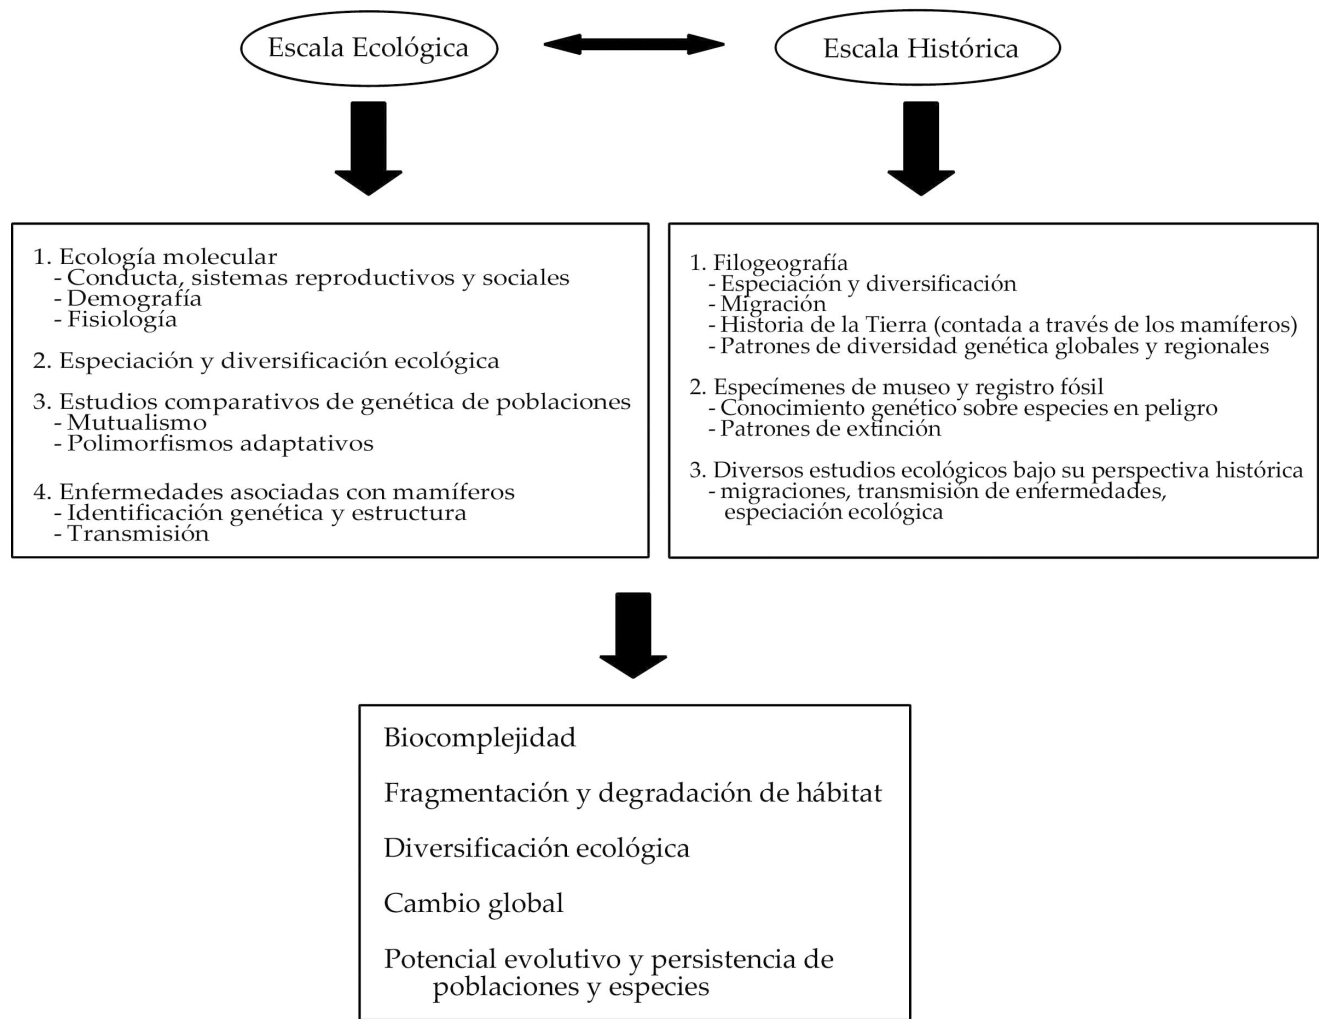 Escala Ecológica
Escala Histórica
1. Ecología molecular
- Conducta, sistemas reproductivos y sociales
- Demografía
- Fisiología
2. Especiación y diversificación ecológica
3. Estudios comparativos de genética de poblaciones
- Mutualismo
- Polimorfismos adaptativos
4. Enfermedades asociadas con mamíferos
- Identificación genética y estructura
- Transmisión
1. Filogeografía
- Especiación y diversificación
- Migración
- Historia de la Tierra (contada a través de los mamíferos)
- Patrones de diversidad genética globales y regionales
2. Especímenes de museo y registro fósil
- Conocimiento genético sobre especies en peligro
- Patrones de extinción
3. Diversos estudios ecológicos bajo su perspectiva histórica
- migraciones, transmisión de enfermedades,
especiación ecológica
Biocomplejidad
Fragmentación y degradación de hábitat
Diversificación ecológica
Cambio global
Potencial evolutivo y persistencia de
poblaciones y especies